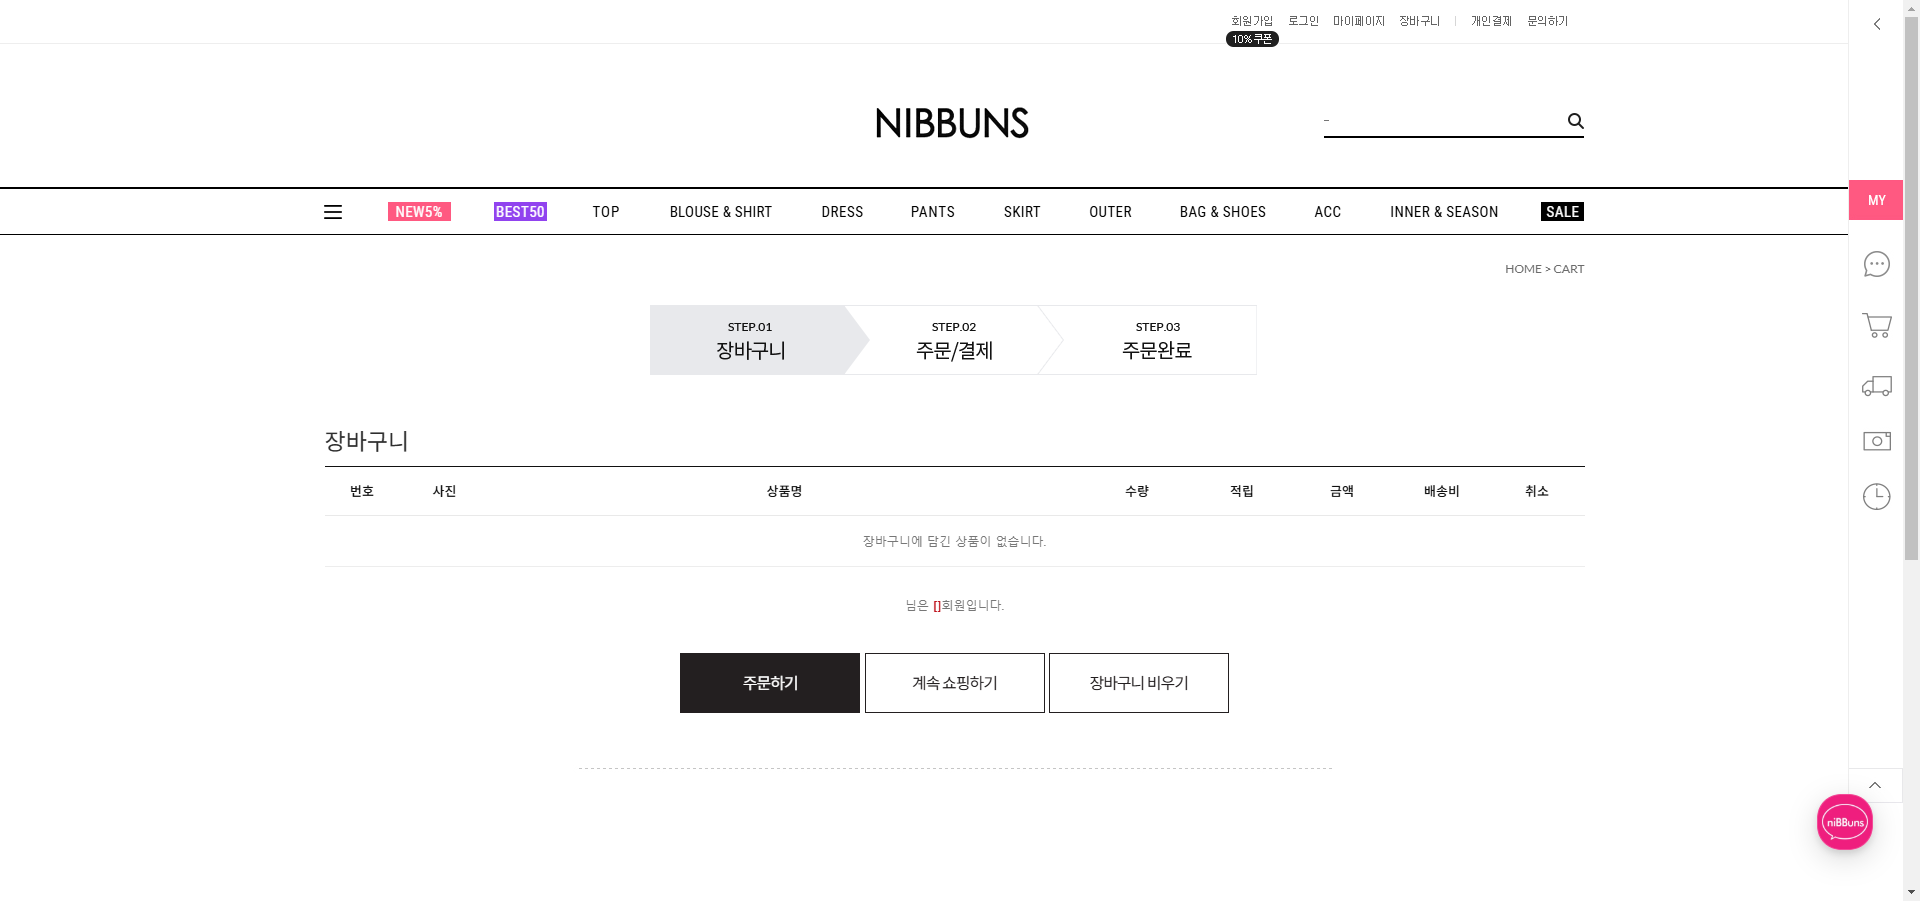 회원가입 로그인 마이페이지 장바구니 개인결제 문의하기
10% 쿠폰
NIBBUNS
NEW5% BEST50 TOP BLOUSE & SHIRT DRESS PANTS SKIRT OUTER BAG & SHOES ACC INNER & SEASON SALE
MY
HOME > CART
STEP.01 STEP.02 STEP.03
장바구니 주문/결제 주문완료
장바구니
번호 사진 상품명 수량 적립 금액 배송비 취소
장바구니에 담긴 상품이 없습니다.
님은 []회원입니다.
주문하기 계속 쇼핑하기 장바구니 비우기
niBBuns